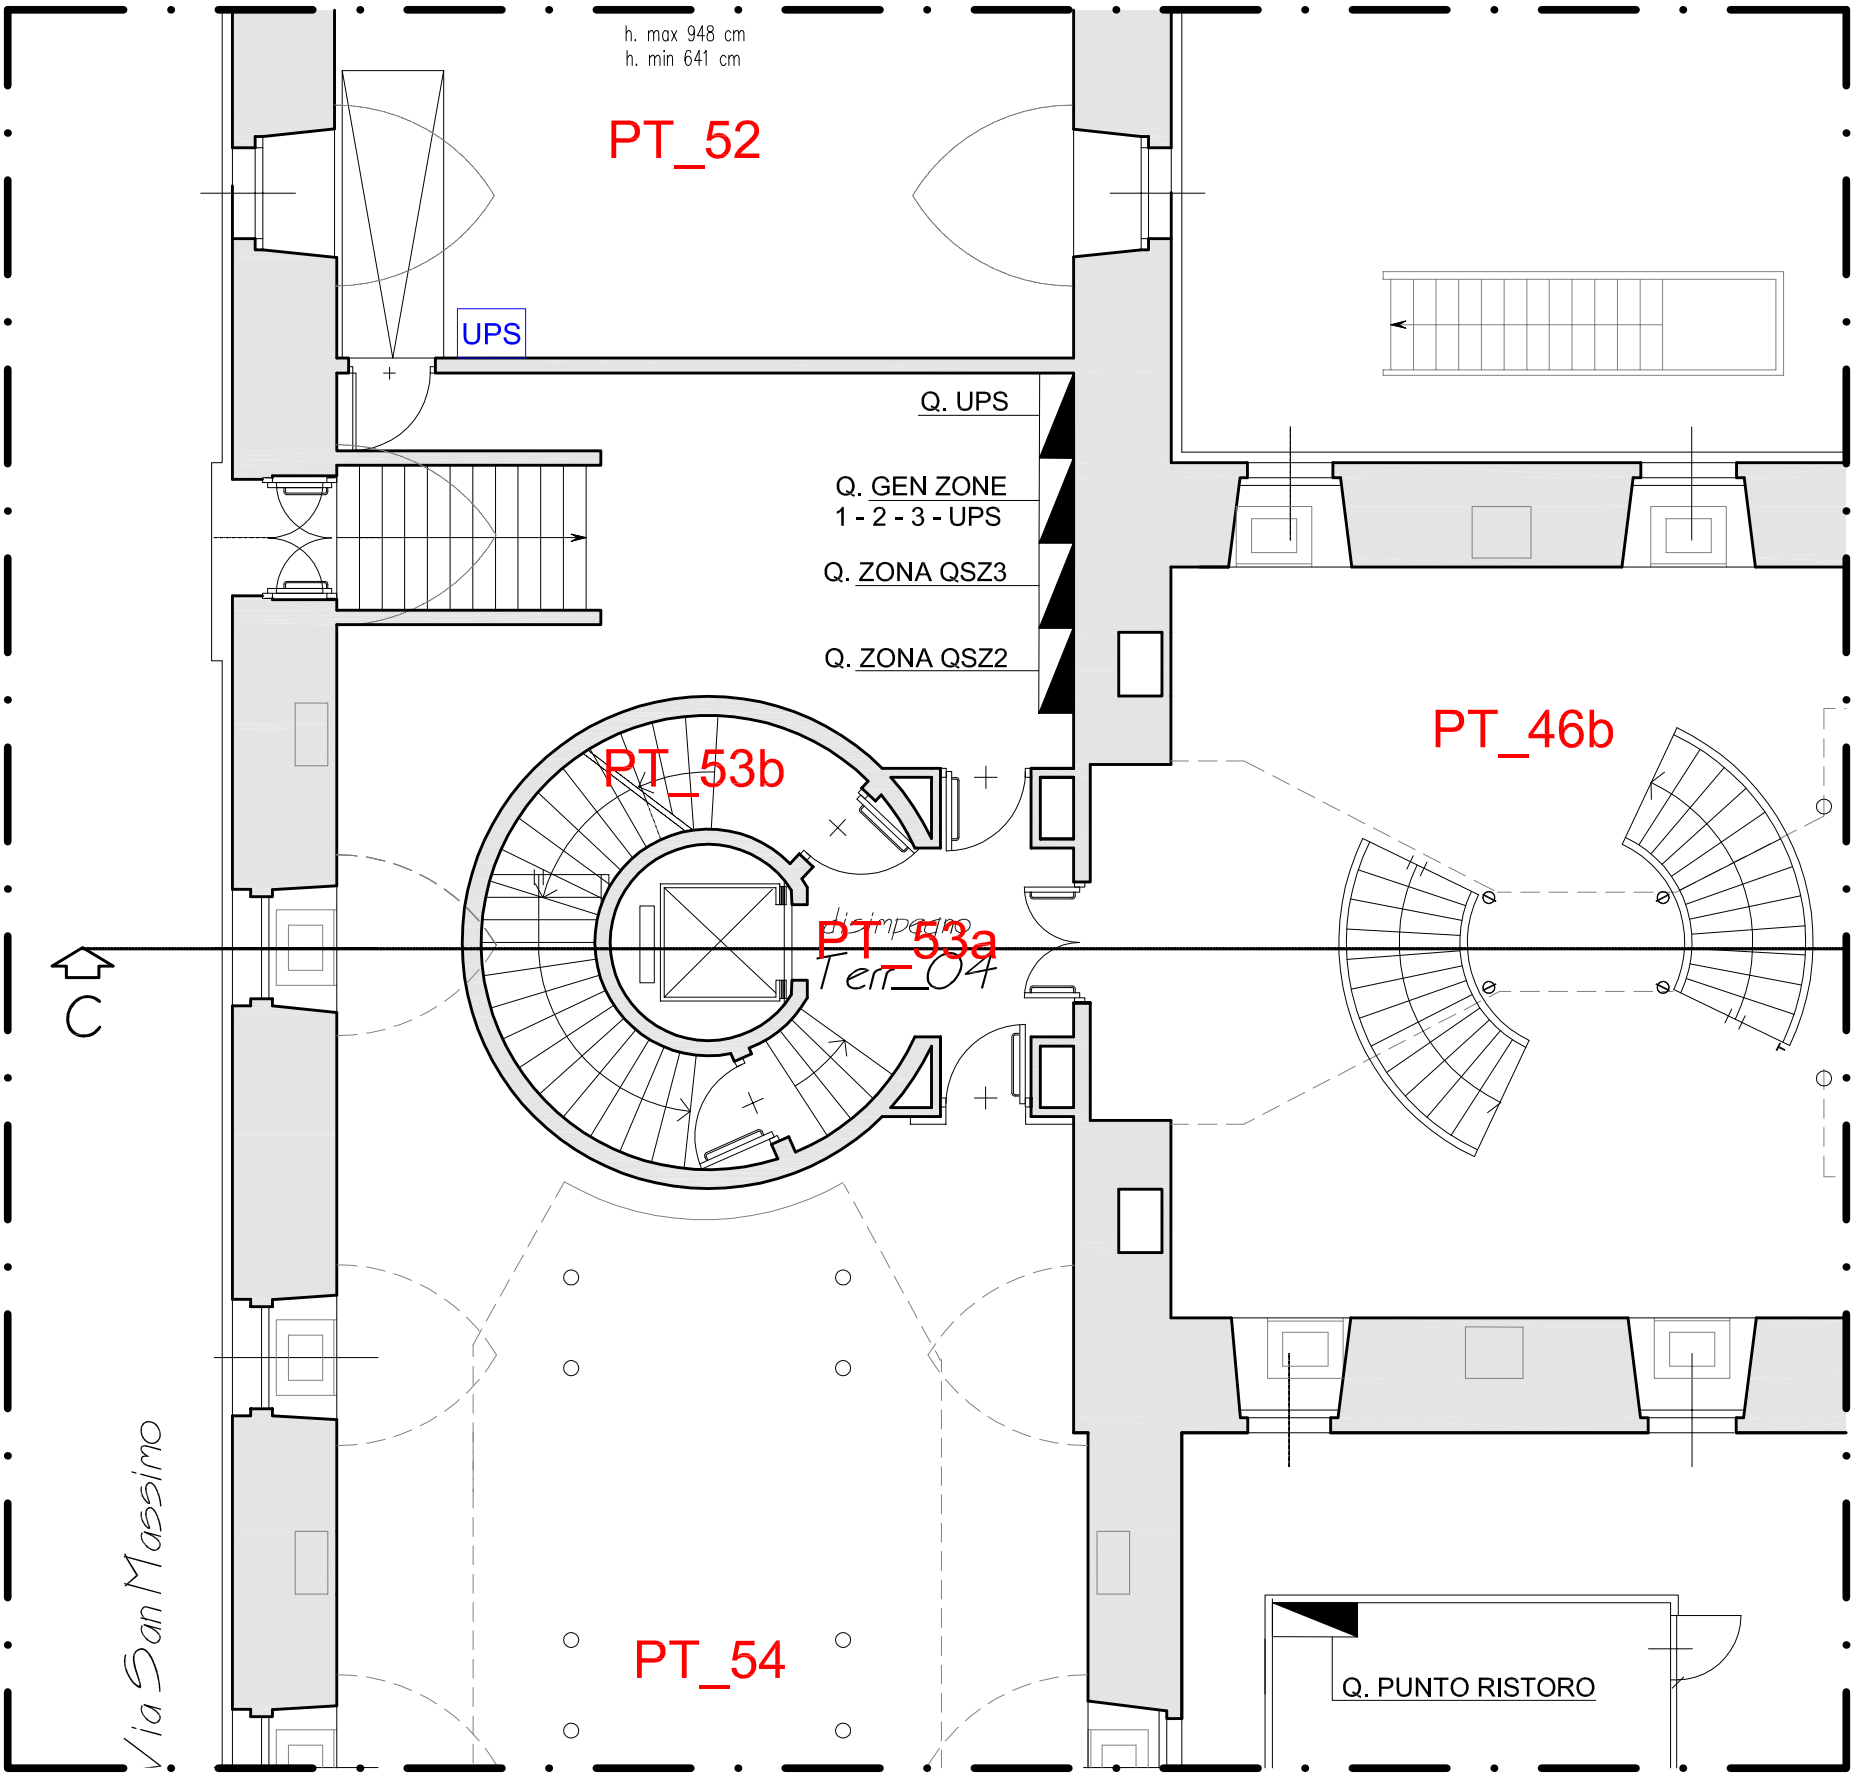 h. max 948 cm
h. min 641 cm
PT_52
UPS
Q. UPS
Q. GEN ZONE
1 - 2 - 3 - UPS
Q. ZONA QSZ3
Q. ZONA QSZ2
PT_53b
PT_46b
disimpegno
PT_53a
Terr_04
C
Via San Massimo
PT_54
Q. PUNTO RISTORO